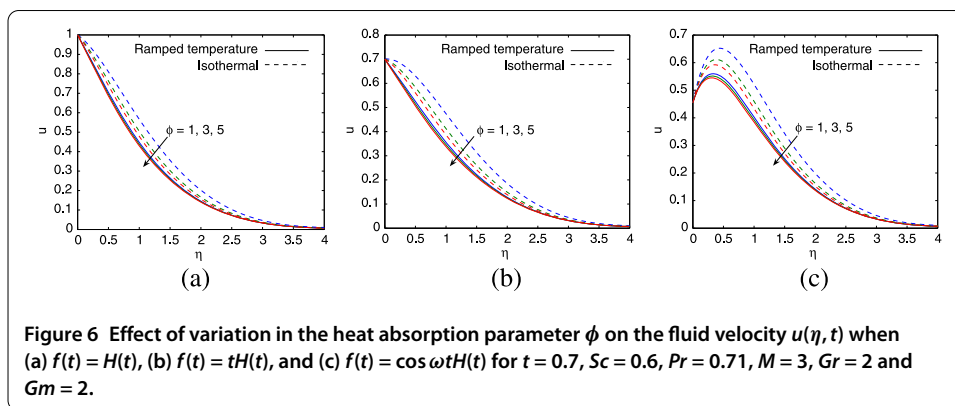 1
0.9
0.8
0.7
0.6
0.5
0.4
0.3
0.2
0.1
0
u
Ramped temperature
Isothermal
ϕ = 1, 3, 5
0 0.5 1 1.5 2 2.5 3 3.5 4
η
(a)
0.8
0.7
0.6
0.5
0.4
0.3
0.2
0.1
0
u
Ramped temperature
Isothermal
ϕ = 1, 3, 5
0 0.5 1 1.5 2 2.5 3 3.5 4
η
(b)
0.7
0.6
0.5
0.4
0.3
0.2
0.1
0
u
Ramped temperature
Isothermal
ϕ = 1, 3, 5
0 0.5 1 1.5 2 2.5 3 3.5 4
η
(c)
Figure 6 Effect of variation in the heat absorption parameter ϕ on the fluid velocity u(η, t) when
(a) f(t) = H(t), (b) f(t) = tH(t), and (c) f(t) = cos ωtH(t) for t = 0.7, Sc = 0.6, Pr = 0.71, M = 3, Gr = 2 and
Gm = 2.